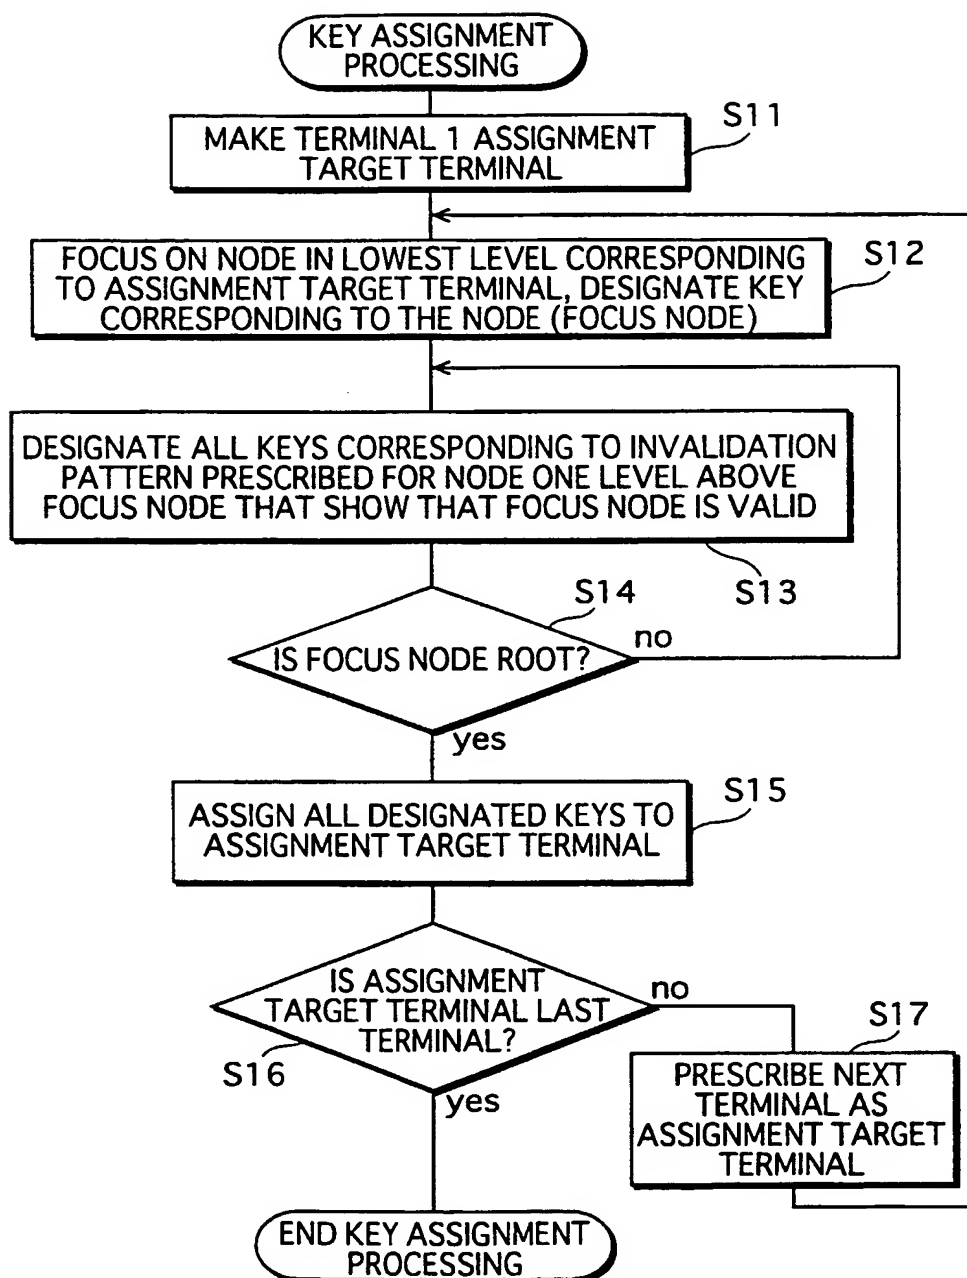 KEY ASSIGNMENT
PROCESSING
S11
MAKE TERMINAL 1 ASSIGNMENT
TARGET TERMINAL
S12
FOCUS ON NODE IN LOWEST LEVEL CORRESPONDING
TO ASSIGNMENT TARGET TERMINAL, DESIGNATE KEY
CORRESPONDING TO THE NODE (FOCUS NODE)
DESIGNATE ALL KEYS CORRESPONDING TO INVALIDATION
PATTERN PRESCRIBED FOR NODE ONE LEVEL ABOVE
FOCUS NODE THAT SHOW THAT FOCUS NODE IS VALID
S13
S14
IS FOCUS NODE ROOT?
no
yes
S15
ASSIGN ALL DESIGNATED KEYS TO
ASSIGNMENT TARGET TERMINAL
IS ASSIGNMENT
TARGET TERMINAL LAST
TERMINAL?
no
S16
yes
S17
PRESCRIBE NEXT
TERMINAL AS
ASSIGNMENT TARGET
TERMINAL
END KEY ASSIGNMENT
PROCESSING